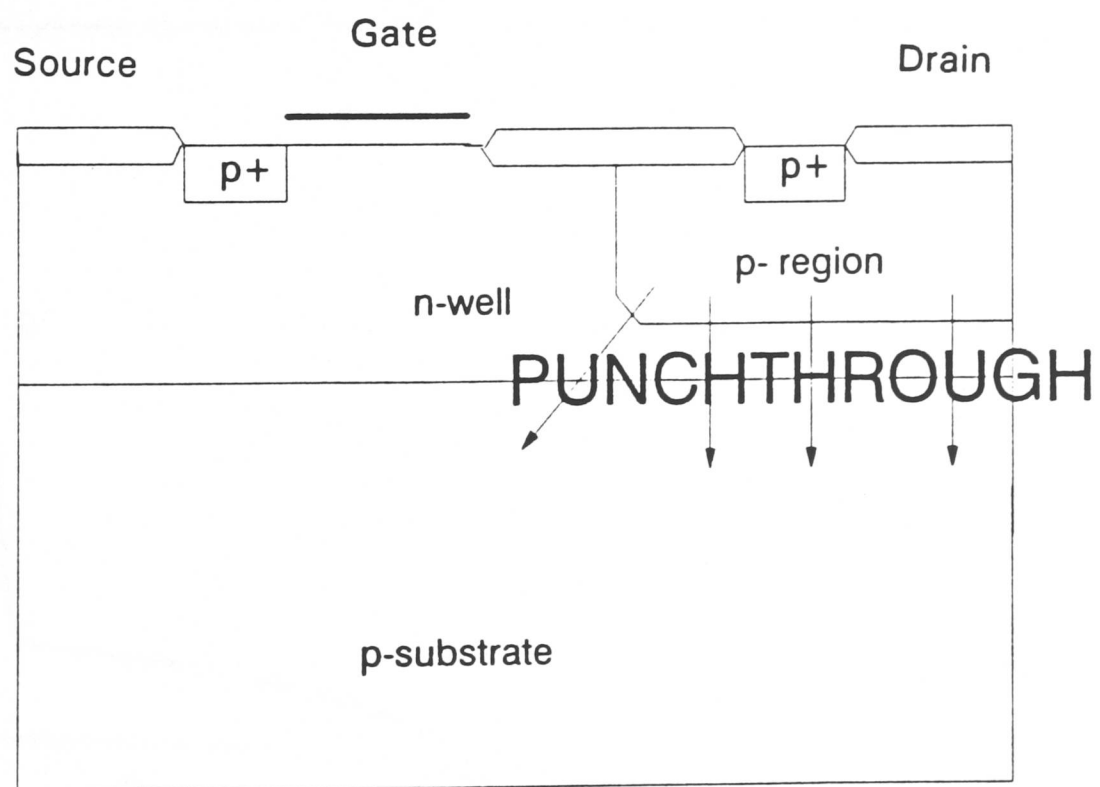 Gate
Source
Drain
p+
p+
p- region
n-well
PUNCHTHROUGH
p-substrate